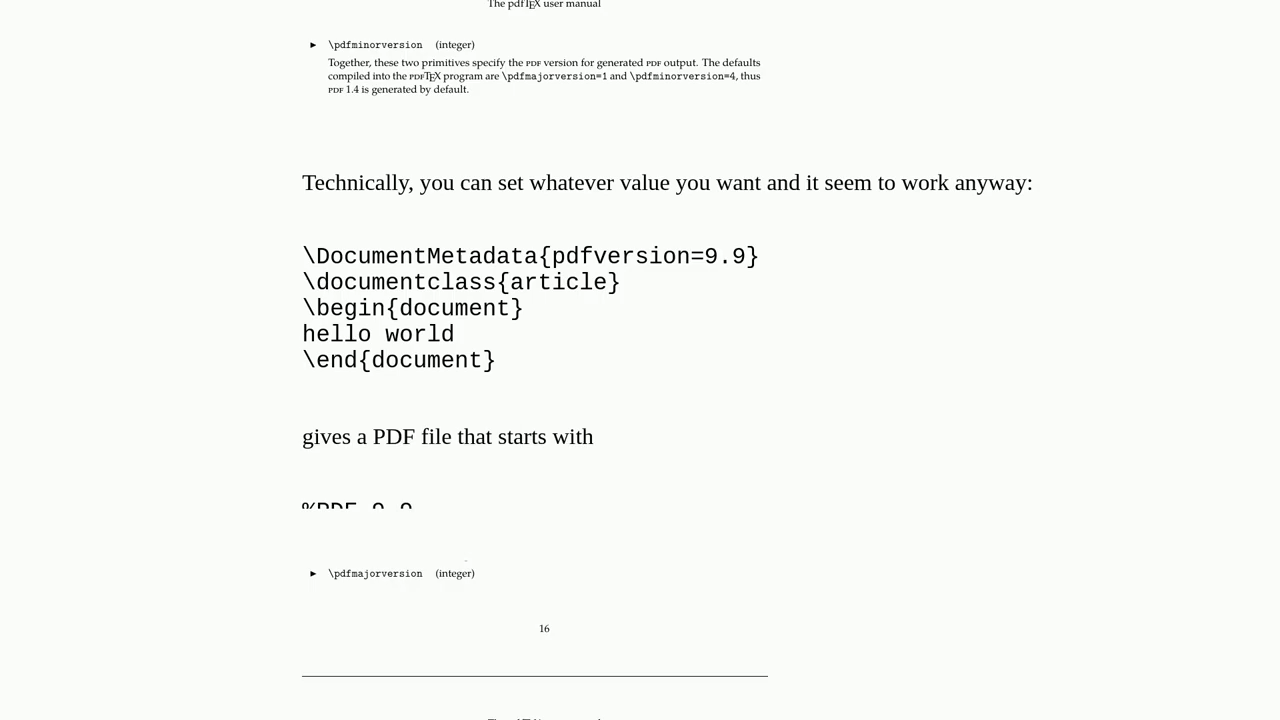 The pdfTEX user manual
► \pdfminorversion (integer)
Together, these two primitives specify the PDF version for generated PDF output. The defaults
compiled into the PDFTEX program are \pdfmajorversion=1 and \pdfminorversion=4, thus
PDF 1.4 is generated by default.
Technically, you can set whatever value you want and it seem to work anyway:
\DocumentMetadata{pdfversion=9.9}
\documentclass{article}
\begin{document}
hello world
\end{document}
gives a PDF file that starts with
%PDF-9.9
► \pdfmajorversion (integer)
16